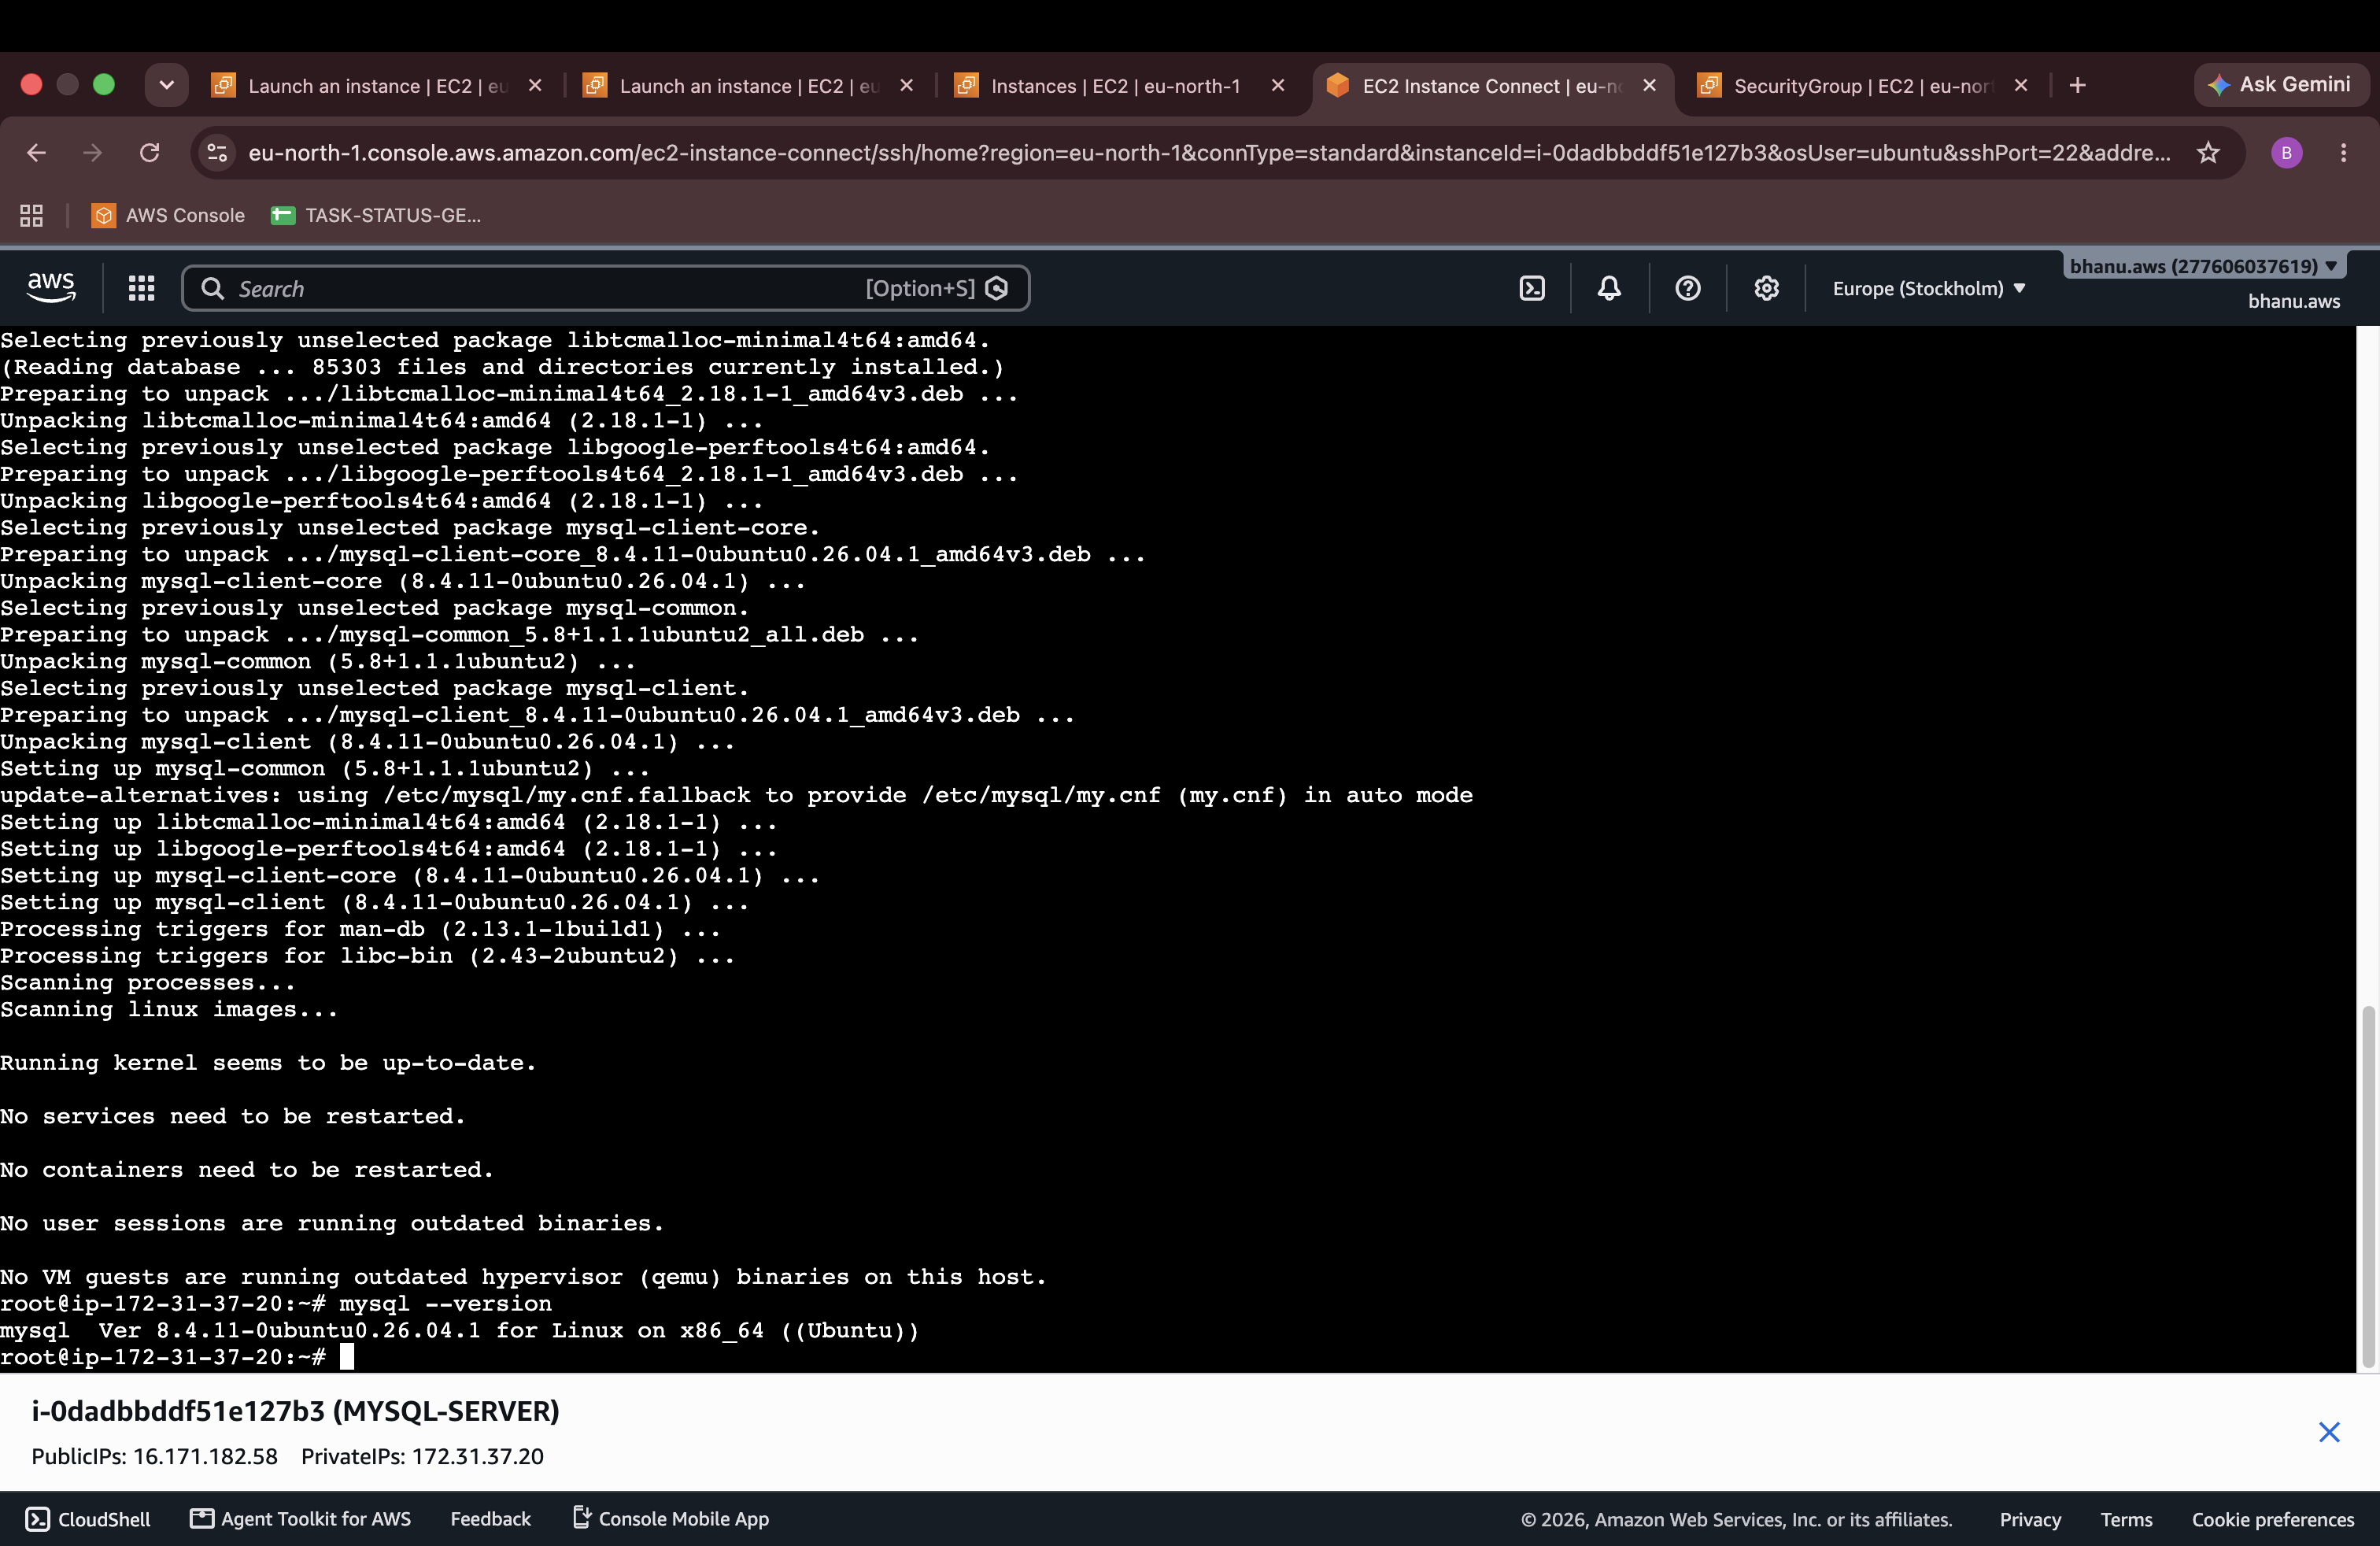 Launch an instance | EC2 | eu
Launch an instance | EC2 | eu
Instances | EC2 | eu-north-1
EC2 Instance Connect | eu-no
SecurityGroup | EC2 | eu-nort
Ask Gemini
eu-north-1.console.aws.amazon.com/ec2-instance-connect/ssh/home?region=eu-north-1&connType=standard&instanceId=i-0dadbbddf51e127b3&osUser=ubuntu&sshPort=22&addre...
B
AWS Console
TASK-STATUS-GE...
aws
Search
[Option+S]
Europe (Stockholm)
bhanu.aws (277606037619)
bhanu.aws
Selecting previously unselected package libtcmalloc-minimal4t64:amd64.
(Reading database ... 85303 files and directories currently installed.)
Preparing to unpack .../libtcmalloc-minimal4t64_2.18.1-1_amd64v3.deb ...
Unpacking libtcmalloc-minimal4t64:amd64 (2.18.1-1) ...
Selecting previously unselected package libgoogle-perftools4t64:amd64.
Preparing to unpack .../libgoogle-perftools4t64_2.18.1-1_amd64v3.deb ...
Unpacking libgoogle-perftools4t64:amd64 (2.18.1-1) ...
Selecting previously unselected package mysql-client-core.
Preparing to unpack .../mysql-client-core_8.4.11-0ubuntu0.26.04.1_amd64v3.deb ...
Unpacking mysql-client-core (8.4.11-0ubuntu0.26.04.1) ...
Selecting previously unselected package mysql-common.
Preparing to unpack .../mysql-common_5.8+1.1.1ubuntu2_all.deb ...
Unpacking mysql-common (5.8+1.1.1ubuntu2) ...
Selecting previously unselected package mysql-client.
Preparing to unpack .../mysql-client_8.4.11-0ubuntu0.26.04.1_amd64v3.deb ...
Unpacking mysql-client (8.4.11-0ubuntu0.26.04.1) ...
Setting up mysql-common (5.8+1.1.1ubuntu2) ...
update-alternatives: using /etc/mysql/my.cnf.fallback to provide /etc/mysql/my.cnf (my.cnf) in auto mode
Setting up libtcmalloc-minimal4t64:amd64 (2.18.1-1) ...
Setting up libgoogle-perftools4t64:amd64 (2.18.1-1) ...
Setting up mysql-client-core (8.4.11-0ubuntu0.26.04.1) ...
Setting up mysql-client (8.4.11-0ubuntu0.26.04.1) ...
Processing triggers for man-db (2.13.1-1build1) ...
Processing triggers for libc-bin (2.43-2ubuntu2) ...
Scanning processes...
Scanning linux images...
Running kernel seems to be up-to-date.
No services need to be restarted.
No containers need to be restarted.
No user sessions are running outdated binaries.
No VM guests are running outdated hypervisor (qemu) binaries on this host.
root@ip-172-31-37-20:~# mysql --version
mysql  Ver 8.4.11-0ubuntu0.26.04.1 for Linux on x86_64 ((Ubuntu))
root@ip-172-31-37-20:~#
i-0dadbbddf51e127b3 (MYSQL-SERVER)
PublicIPs: 16.171.182.58    PrivateIPs: 172.31.37.20
CloudShell
Agent Toolkit for AWS
Feedback
Console Mobile App
© 2026, Amazon Web Services, Inc. or its affiliates.
Privacy
Terms
Cookie preferences